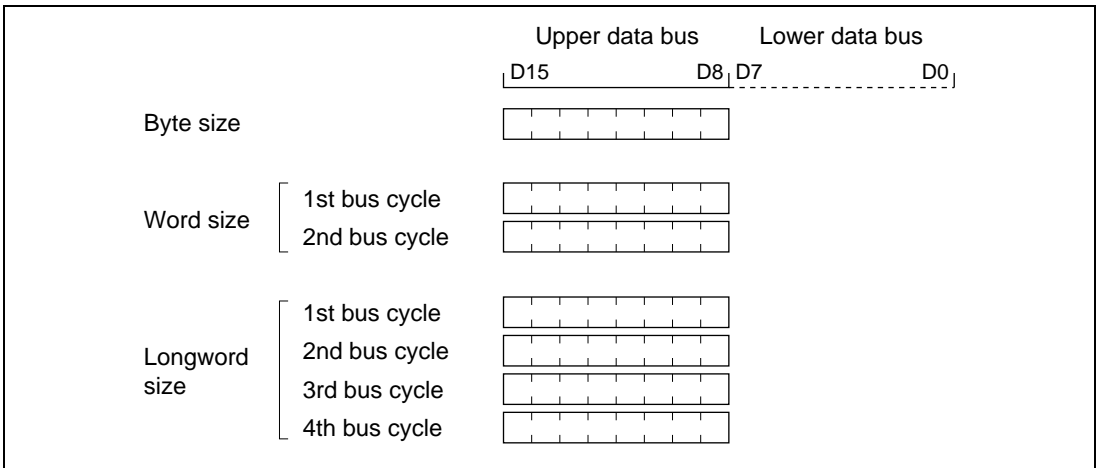 Upper data bus Lower data bus
D15 D8 D7 D0
Byte size
Word size
1st bus cycle
2nd bus cycle
Longword
size
1st bus cycle
2nd bus cycle
3rd bus cycle
4th bus cycle